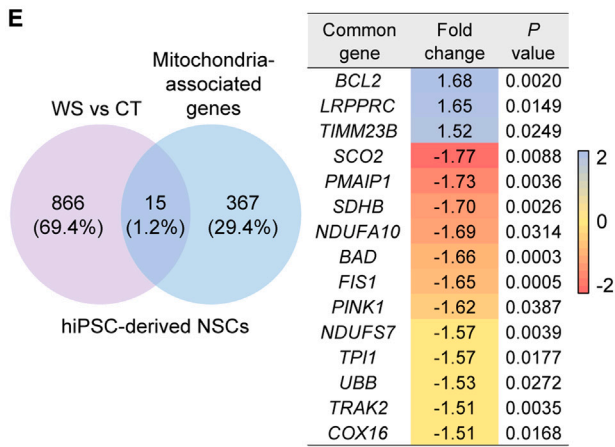 E
Mitochondria-
associated
genes
WS vs CT
866
(69.4%)
15
(1.2%)
367
(29.4%)
hiPSC-derived NSCs
Common gene Fold change P value
BCL2 1.68 0.0020
LRPPRC 1.65 0.0149
TIMM23B 1.52 0.0249
SCO2 -1.77 0.0088
PMAIP1 -1.73 0.0036
SDHB -1.70 0.0026
NDUFA10 -1.69 0.0314
BAD -1.66 0.0003
FIS1 -1.65 0.0005
PINK1 -1.62 0.0387
NDUFS7 -1.57 0.0039
TPI1 -1.57 0.0177
UBB -1.53 0.0272
TRAK2 -1.51 0.0035
COX16 -1.51 0.0168
2
0
-2